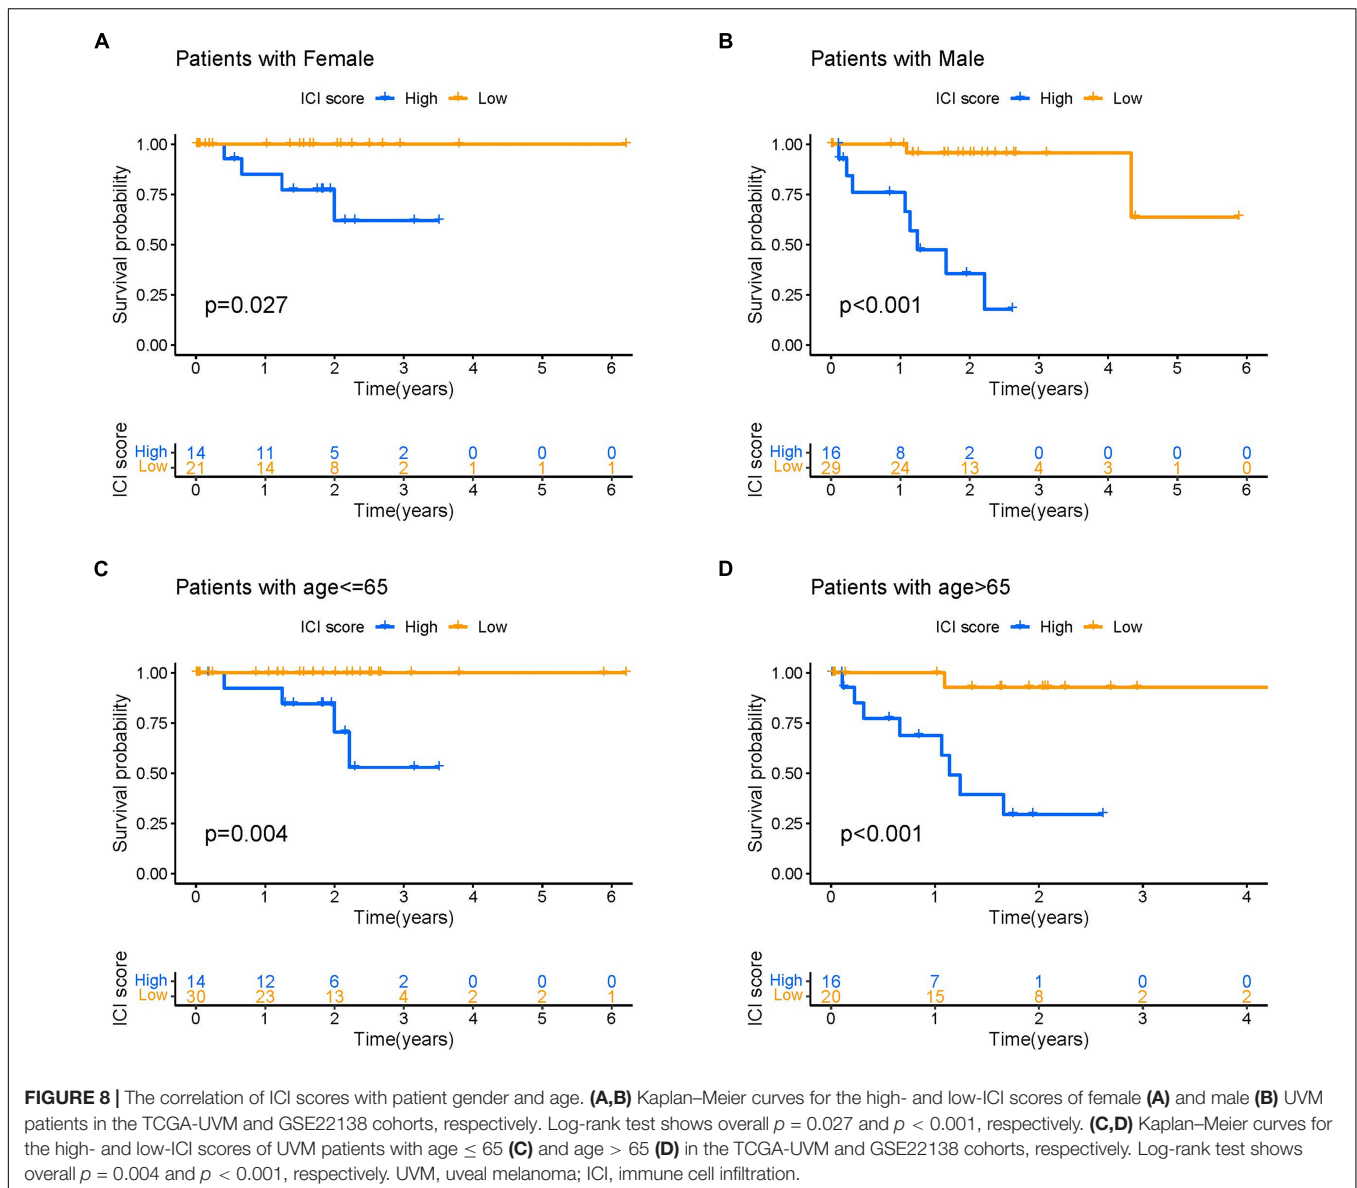 A
Patients with Female
ICI score High Low
Survival probability
1.00
0.75
0.50
0.25
0.00
p=0.027
0 1 2 3 4 5 6
Time(years)
ICI score
High 14 11 5 2 0 0 0
Low 21 14 8 2 1 1 1
0 1 2 3 4 5 6
Time(years)
B
Patients with Male
ICI score High Low
Survival probability
1.00
0.75
0.50
0.25
0.00
p<0.001
0 1 2 3 4 5 6
Time(years)
ICI score
High 16 8 2 0 0 0 0
Low 29 24 13 4 3 1 0
0 1 2 3 4 5 6
Time(years)
C
Patients with age<=65
ICI score High Low
Survival probability
1.00
0.75
0.50
0.25
0.00
p=0.004
0 1 2 3 4 5 6
Time(years)
ICI score
High 14 12 6 2 0 0 0
Low 30 23 13 4 2 2 1
0 1 2 3 4 5 6
Time(years)
D
Patients with age>65
ICI score High Low
Survival probability
1.00
0.75
0.50
0.25
0.00
p<0.001
0 1 2 3 4
Time(years)
ICI score
High 16 7 1 0 0
Low 20 15 8 2 2
0 1 2 3 4
Time(years)
FIGURE 8 | The correlation of ICI scores with patient gender and age. (A,B) Kaplan–Meier curves for the high- and low-ICI scores of female (A) and male (B) UVM
patients in the TCGA-UVM and GSE22138 cohorts, respectively. Log-rank test shows overall p = 0.027 and p < 0.001, respectively. (C,D) Kaplan–Meier curves for
the high- and low-ICI scores of UVM patients with age ≤ 65 (C) and age > 65 (D) in the TCGA-UVM and GSE22138 cohorts, respectively. Log-rank test shows
overall p = 0.004 and p < 0.001, respectively. UVM, uveal melanoma; ICI, immune cell infiltration.